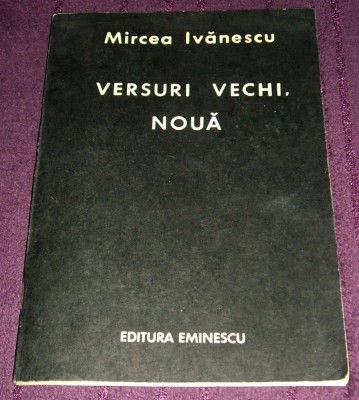 Mircea Ivănescu
VERSURI VECHI,
NOUĂ
EDITURA EMINESCU